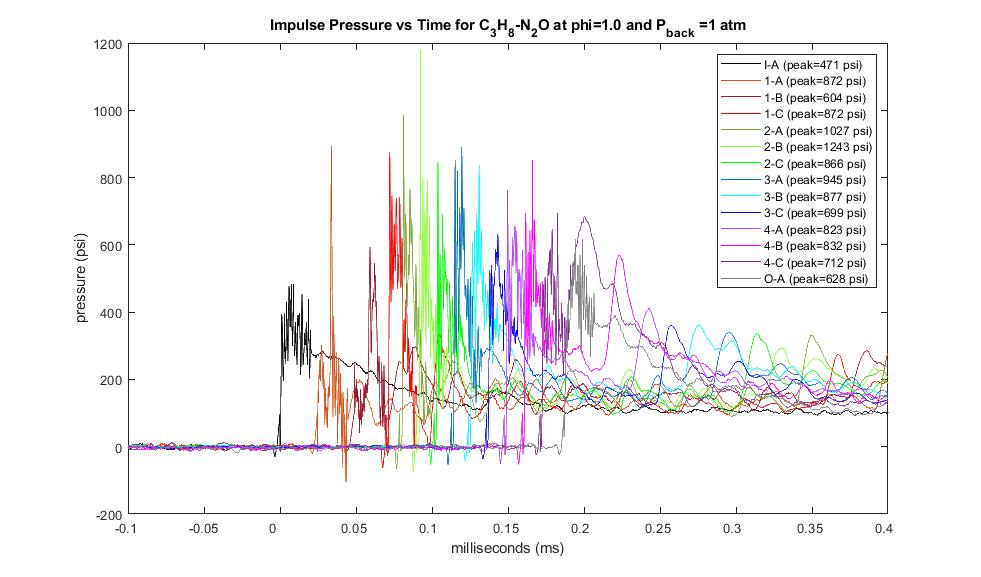 Impulse Pressure vs Time for C3H8-N2O at phi=1.0 and Pback =1 atm
1200
1000
800
600
400
200
0
-200
pressure (psi)
I-A (peak=471 psi)
1-A (peak=872 psi)
1-B (peak=604 psi)
1-C (peak=872 psi)
2-A (peak=1027 psi)
2-B (peak=1243 psi)
2-C (peak=866 psi)
3-A (peak=945 psi)
3-B (peak=877 psi)
3-C (peak=699 psi)
4-A (peak=823 psi)
4-B (peak=832 psi)
4-C (peak=712 psi)
O-A (peak=628 psi)
-0.1 -0.05 0 0.05 0.1 0.15 0.2 0.25 0.3 0.35 0.4
milliseconds (ms)